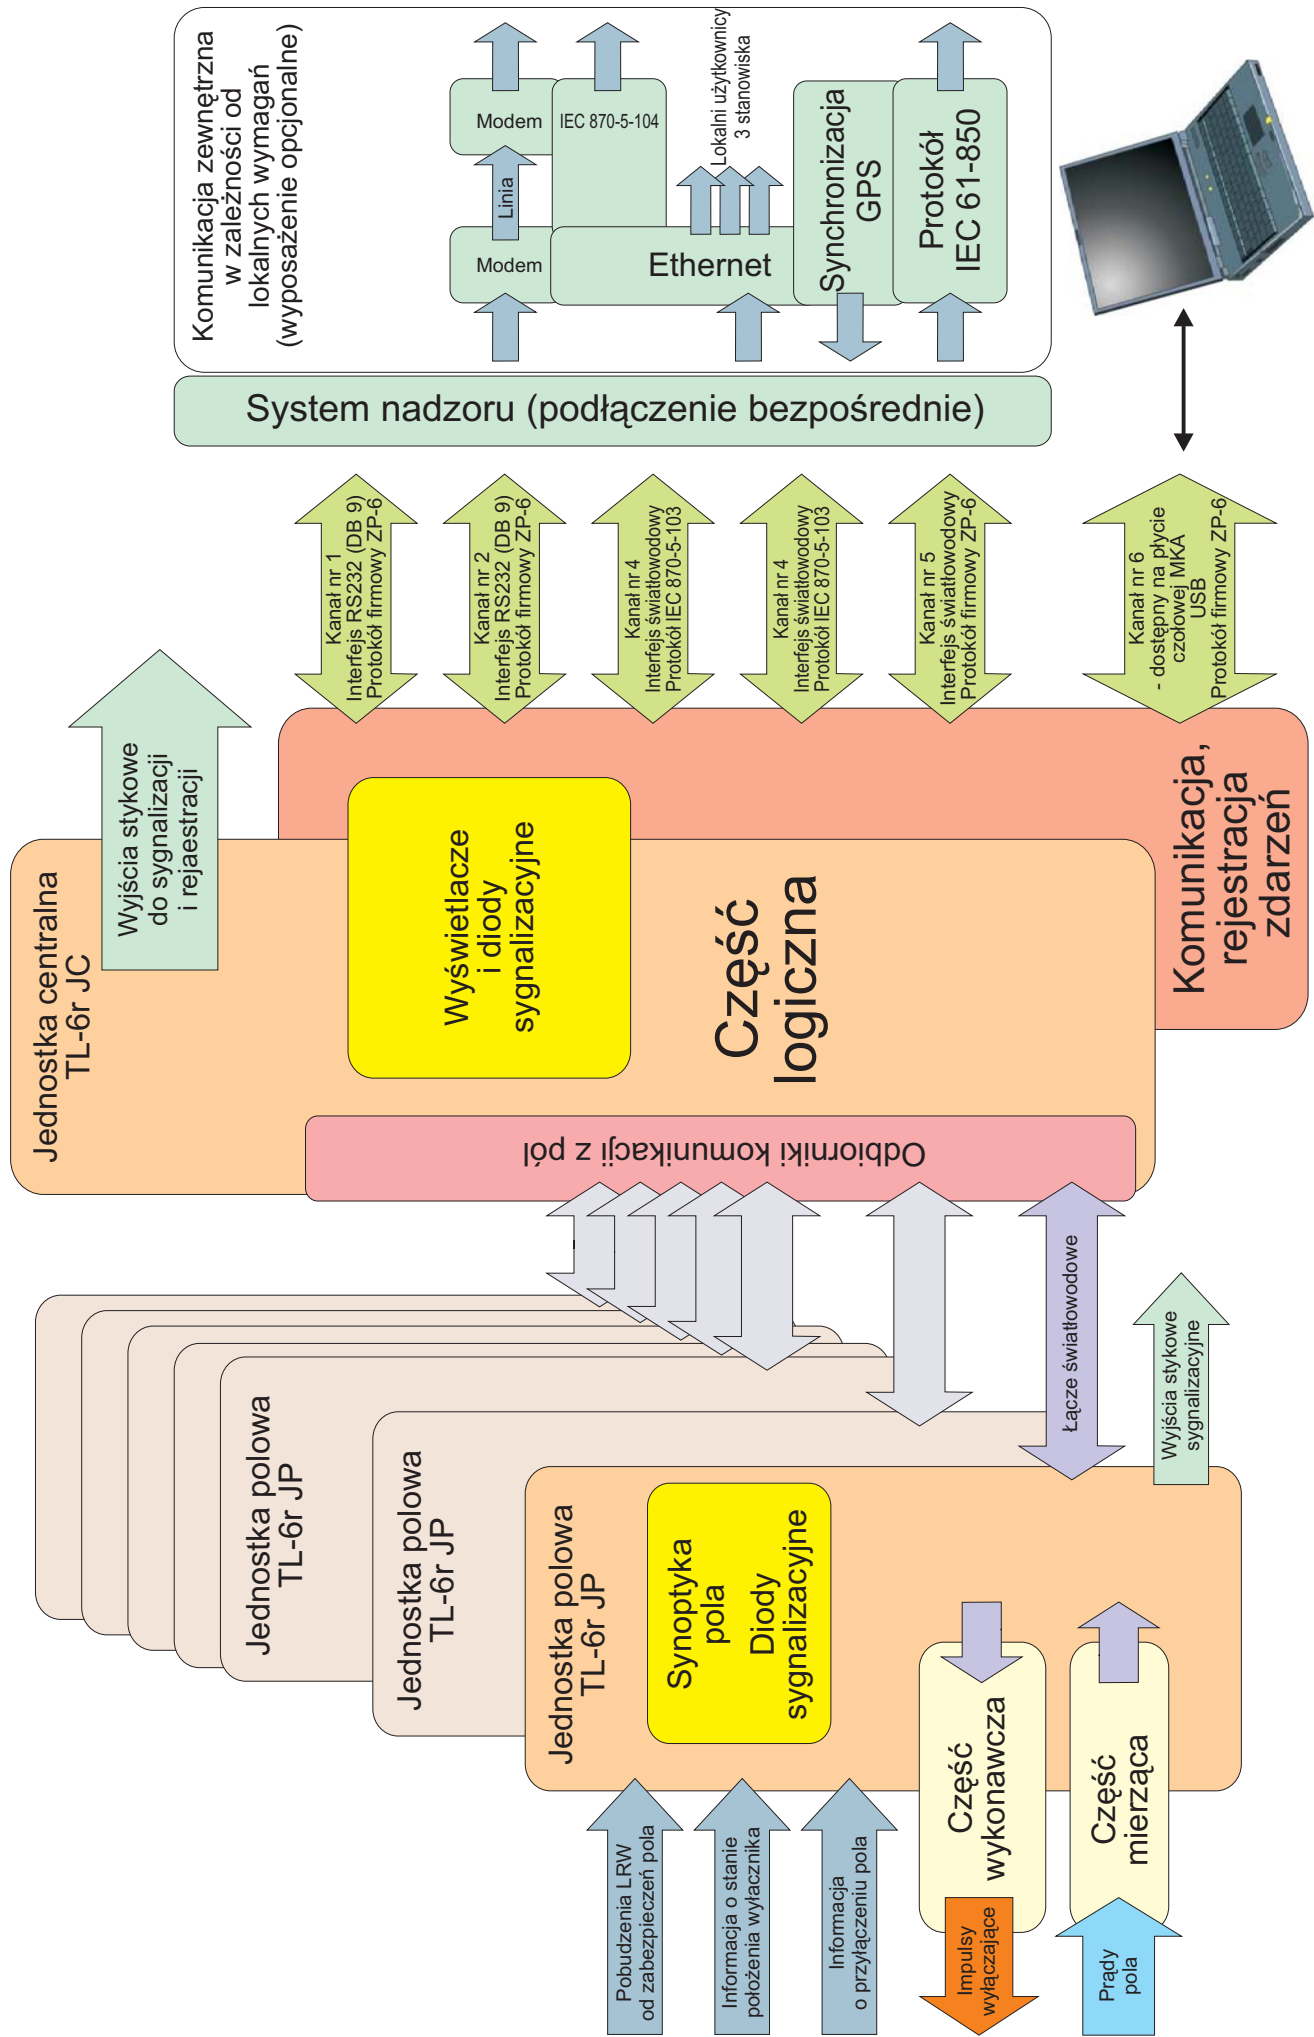 Pobudzenia LRW
od zabezpieczeń pola
Informacja o stanie
położenia wyłacznika
Informacja
o przyłączeniu pola
Impulsy
wyłączające
Prądy
pola
Jednostka polowa
TL-6r JP
Jednostka polowa
TL-6r JP
Jednostka polowa
TL-6r JP
Synoptyka
pola
Diody
sygnalizacyjne
Część
wykonawcza
Część
mierząca
Wyjścia stykowe
sygnalizacyjne
Łącze światłowodowe
Jednostka centralna
TL-6r JC
Odbiorniki komunikacji z pól
Wyjścia stykowe
do sygnalizacji
i rejaestracji
Wyświetlacze
i diody
sygnalizacyjne
Część
logiczna
Komunikacja,
rejestracja
zdarzeń
Kanał nr 1
Interfejs RS232 (DB 9)
Protokół firmowy ZP-6
Kanał nr 2
Interfejs RS232 (DB 9)
Protokół firmowy ZP-6
Kanał nr 4
Interfejs światłowodowy
Protokół IEC 870-5-103
Kanał nr 4
Interfejs światłowodowy
Protokół IEC 870-5-103
Kanał nr 5
Interfejs światłowodowy
Protokół firmowy ZP-6
Kanał nr 6
- dostępny na płycie
czołowej MKA
USB
Protokół firmowy ZP-6
System nadzoru (podłączenie bezpośrednie)
Komunikacja zewnętrzna
w zależności od
lokalnych wymagań
(wyposażenie opcjonalne)
Modem
Linia
Modem
IEC 870-5-104
Ethernet
Lokalni użytkownicy
3 stanowiska
Synchronizacja
GPS
Protokół
IEC 61-850